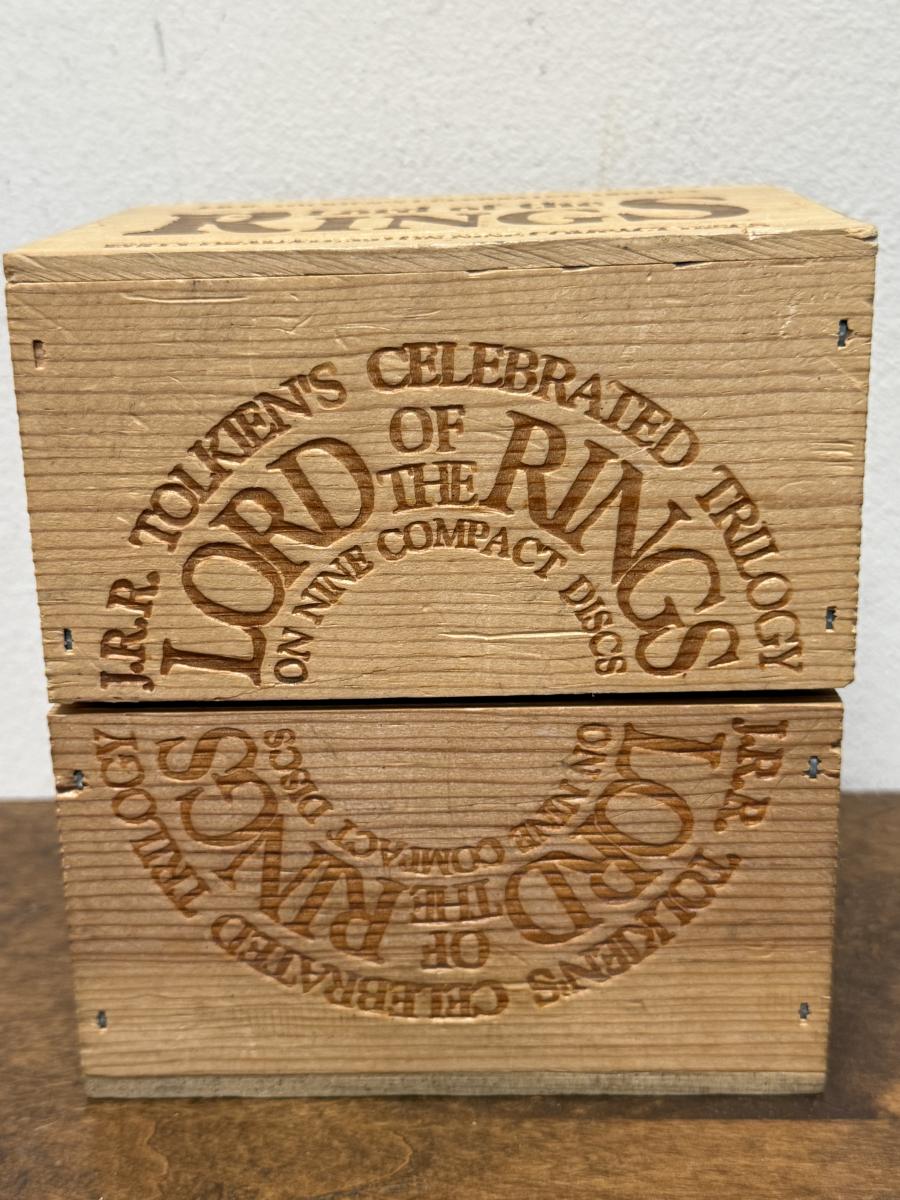 RINGS
J.R.R. TOLKIEN'S CELEBRATED TRILOGY
LORD OF THE RINGS
ON NINE COMPACT DISCS
ON NINE COMPACT DISCS
LORD OF THE RINGS
J.R.R. TOLKIEN'S CELEBRATED TRILOGY